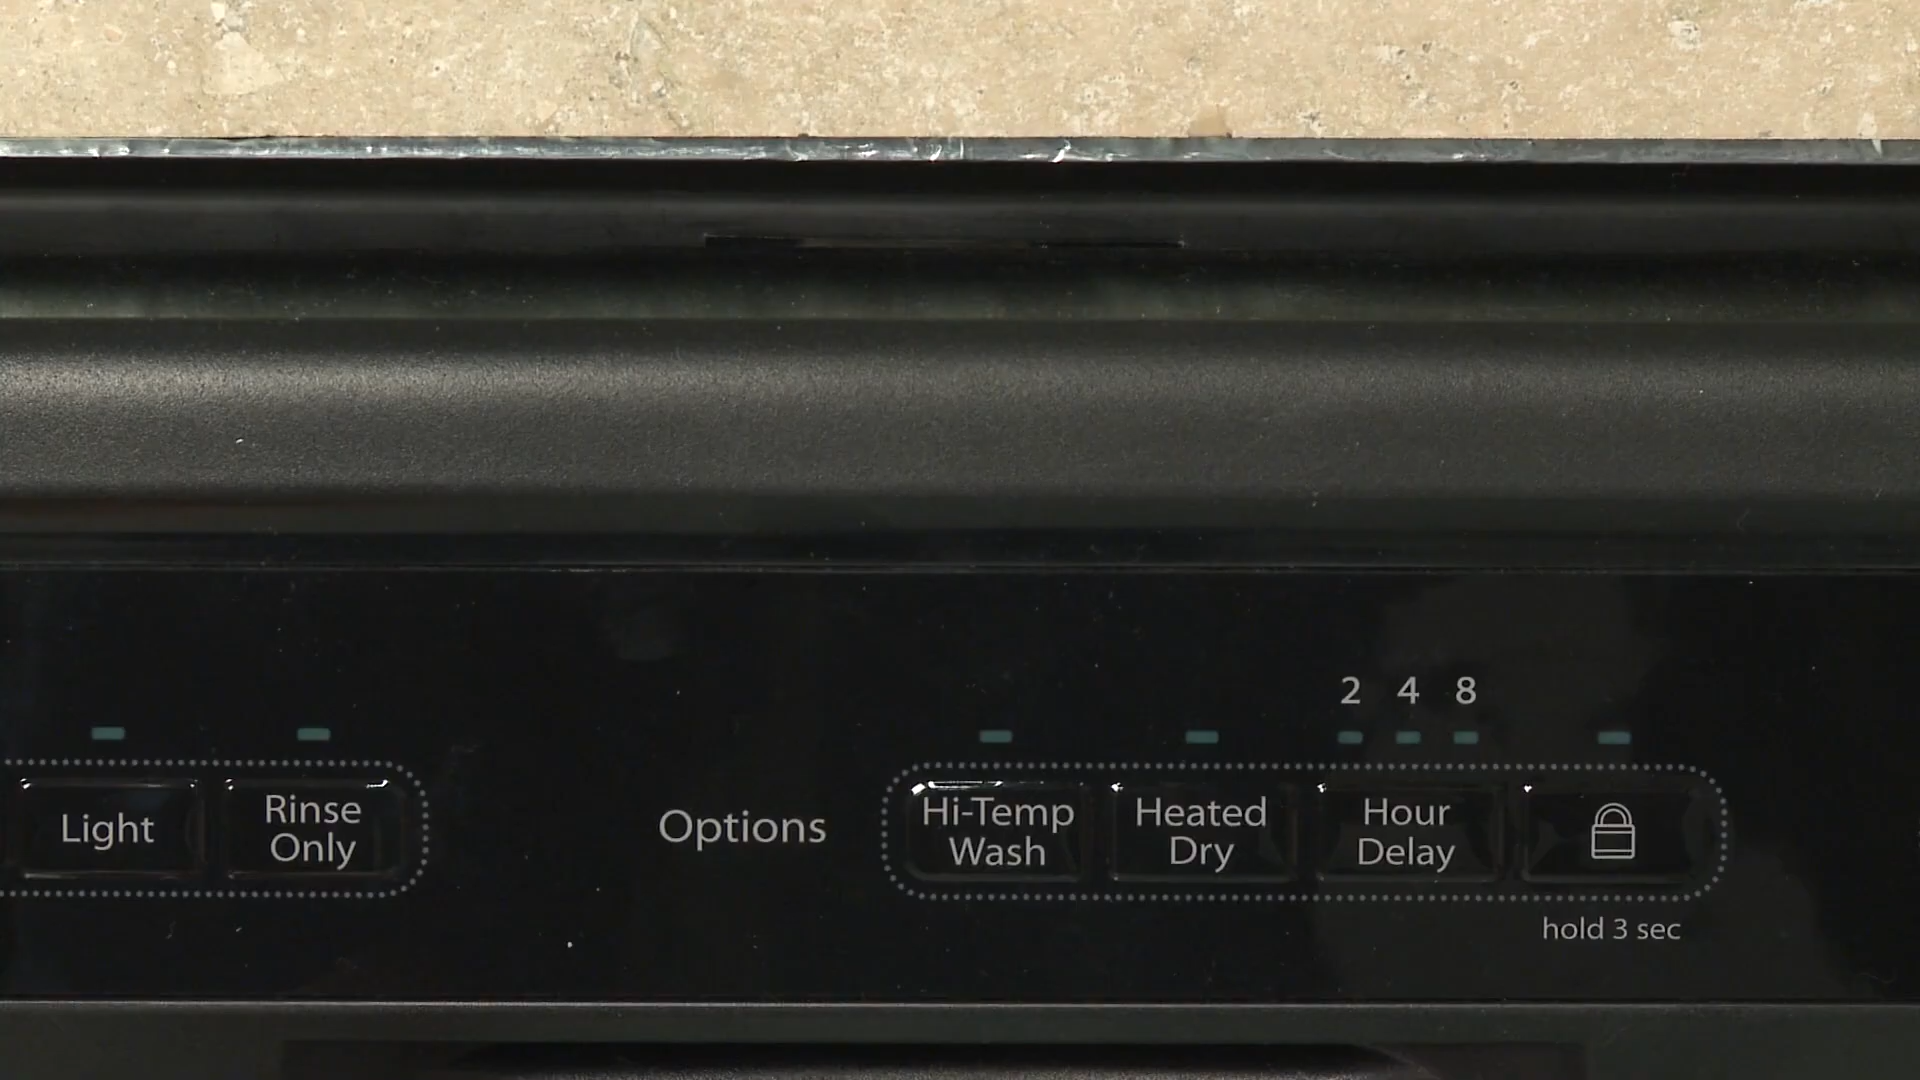 2 4 8
Light
Rinse
Only
Options
Hi-Temp
Wash
Heated
Dry
Hour
Delay
hold 3 sec